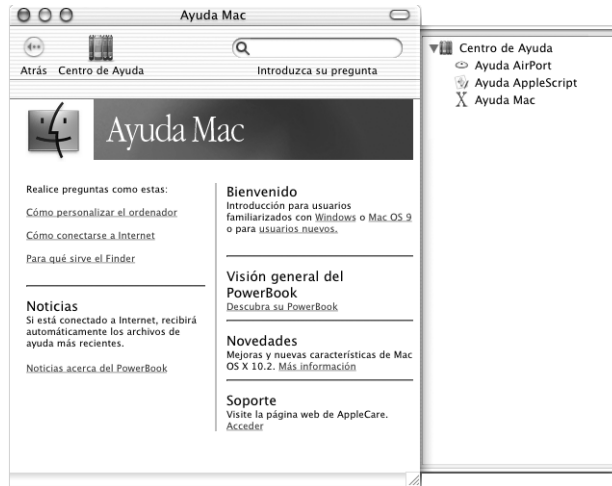 Ayuda Mac
Atrás
Centro de Ayuda
Introduzca su pregunta
Ayuda Mac
Realice preguntas como estas:
Cómo personalizar el ordenador
Cómo conectarse a Internet
Para qué sirve el Finder
Noticias
Si está conectado a Internet, recibirá
automáticamente los archivos de
ayuda más recientes.
Noticias acerca del PowerBook
Bienvenido
Introducción para usuarios
familiarizados con Windows o Mac OS 9
o para usuarios nuevos.
Visión general del
PowerBook
Descubra su PowerBook
Novedades
Mejoras y nuevas características de Mac
OS X 10.2. Más información
Soporte
Visite la página web de AppleCare.
Acceder
Centro de Ayuda
Ayuda AirPort
Ayuda AppleScript
Ayuda Mac